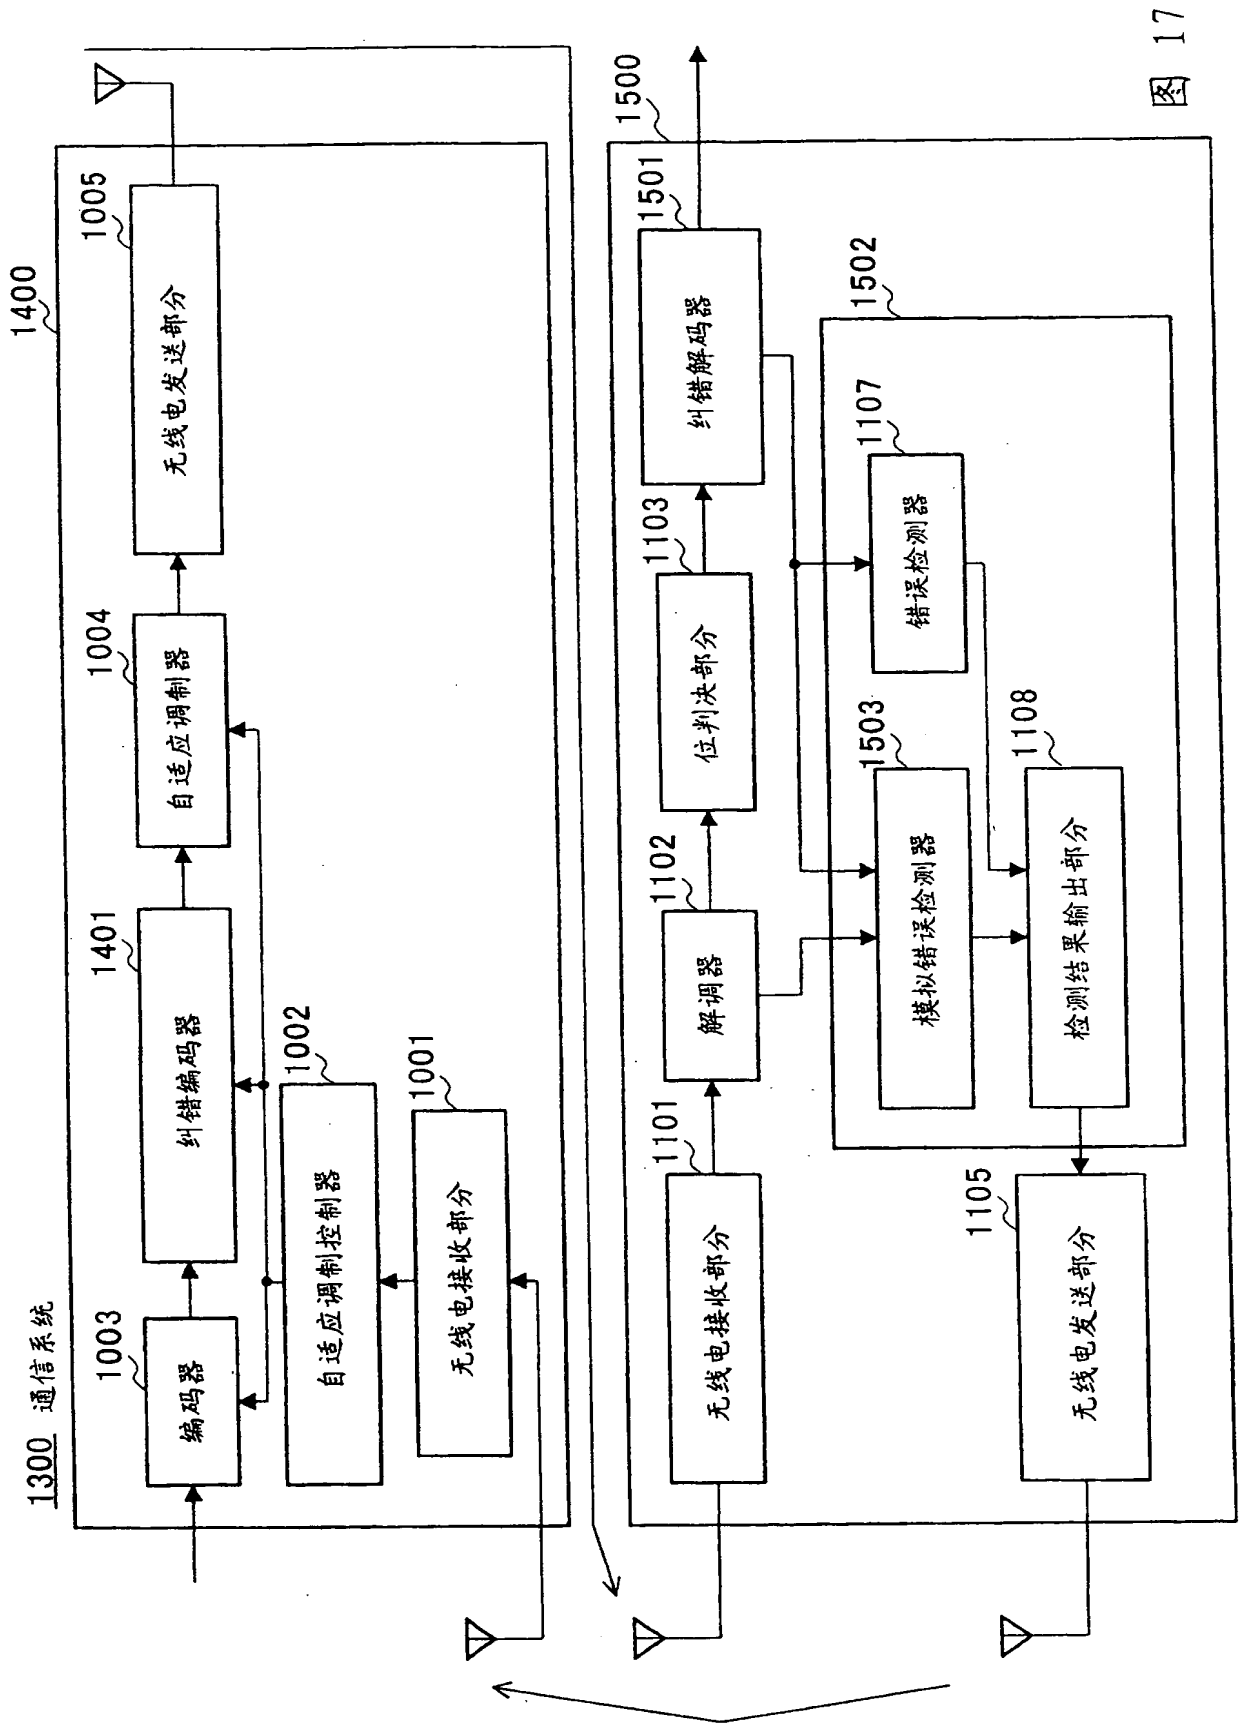 1300 通信系统
1400
1003
编码器
1401
纠错编码器
1004
自适应调制器
1005
无线电发送部分
1002
自适应调制控制器
1001
无线电接收部分
1500
1101
无线电接收部分
1102
解调器
1103
位判决部分
1501
纠错解码器
1502
1503
模拟错误检测器
1107
错误检测器
1108
检测结果输出部分
1105
无线电发送部分
图 17